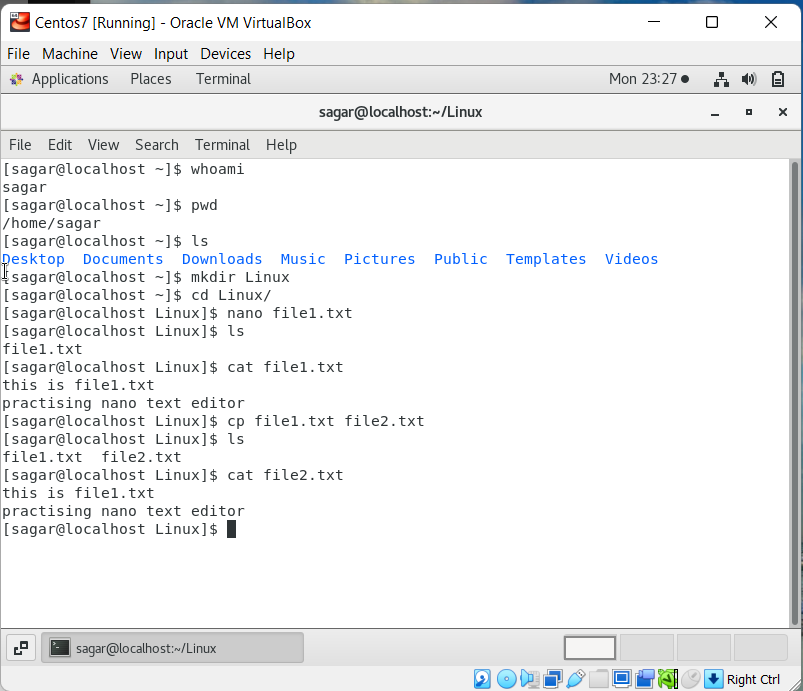 Centos7 [Running] - Oracle VM VirtualBox
File Machine View Input Devices Help
Applications Places Terminal Mon 23:27
sagar@localhost:~/Linux
File Edit View Search Terminal Help
[sagar@localhost ~]$ whoami
sagar
[sagar@localhost ~]$ pwd
/home/sagar
[sagar@localhost ~]$ ls
Desktop  Documents  Downloads  Music  Pictures  Public  Templates  Videos
[sagar@localhost ~]$ mkdir Linux
[sagar@localhost ~]$ cd Linux/
[sagar@localhost Linux]$ nano file1.txt
[sagar@localhost Linux]$ ls
file1.txt
[sagar@localhost Linux]$ cat file1.txt
this is file1.txt
practising nano text editor
[sagar@localhost Linux]$ cp file1.txt file2.txt
[sagar@localhost Linux]$ ls
file1.txt  file2.txt
[sagar@localhost Linux]$ cat file2.txt
this is file1.txt
practising nano text editor
[sagar@localhost Linux]$
sagar@localhost:~/Linux
Right Ctrl